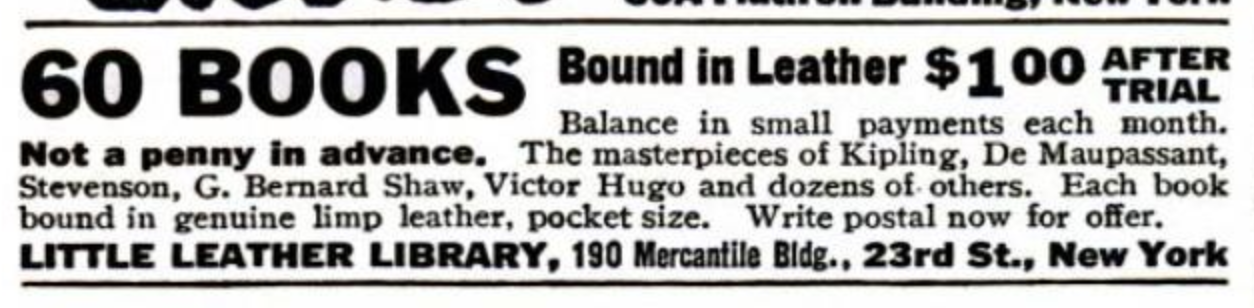 60 BOOKS Bound in Leather $100 AFTER TRIAL
Balance in small payments each month.
Not a penny in advance. The masterpieces of Kipling, De Maupassant,
Stevenson, G. Bernard Shaw, Victor Hugo and dozens of others. Each book
bound in genuine limp leather, pocket size. Write postal now for offer.
LITTLE LEATHER LIBRARY, 190 Mercantile Bldg., 23rd St., New York